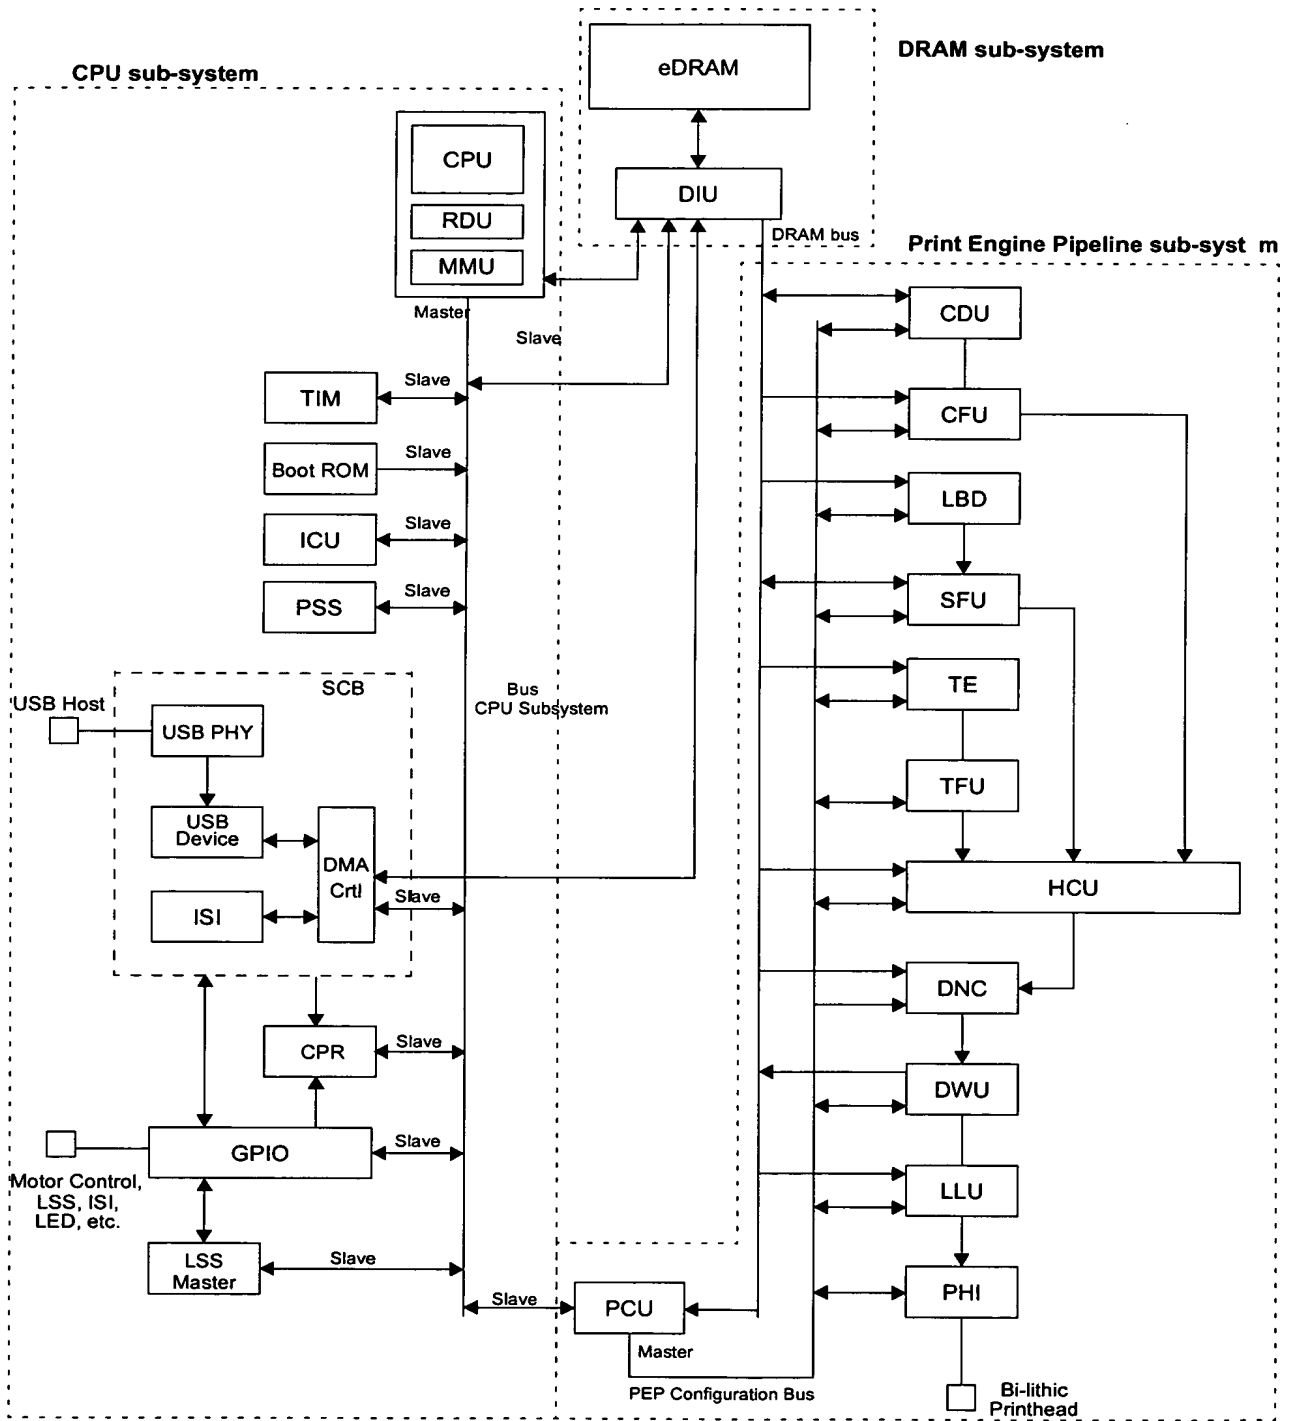 DRAM sub-system
CPU sub-system
eDRAM
CPU
RDU
MMU
DIU
DRAM bus
Print Engine Pipeline sub-syst m
Master
Slave
CDU
TIM
Slave
CFU
Boot ROM
Slave
LBD
ICU
Slave
PSS
Slave
SFU
TE
SCB
Bus
CPU Subsystem
USB Host
USB PHY
TFU
USB
Device
DMA
Crtl
Slave
HCU
ISI
DNC
CPR
Slave
DWU
GPIO
Slave
Motor Control,
LSS, ISI,
LED, etc.
LLU
LSS
Master
Slave
PHI
Slave
PCU
Master
PEP Configuration Bus
Bi-lithic
Printhead